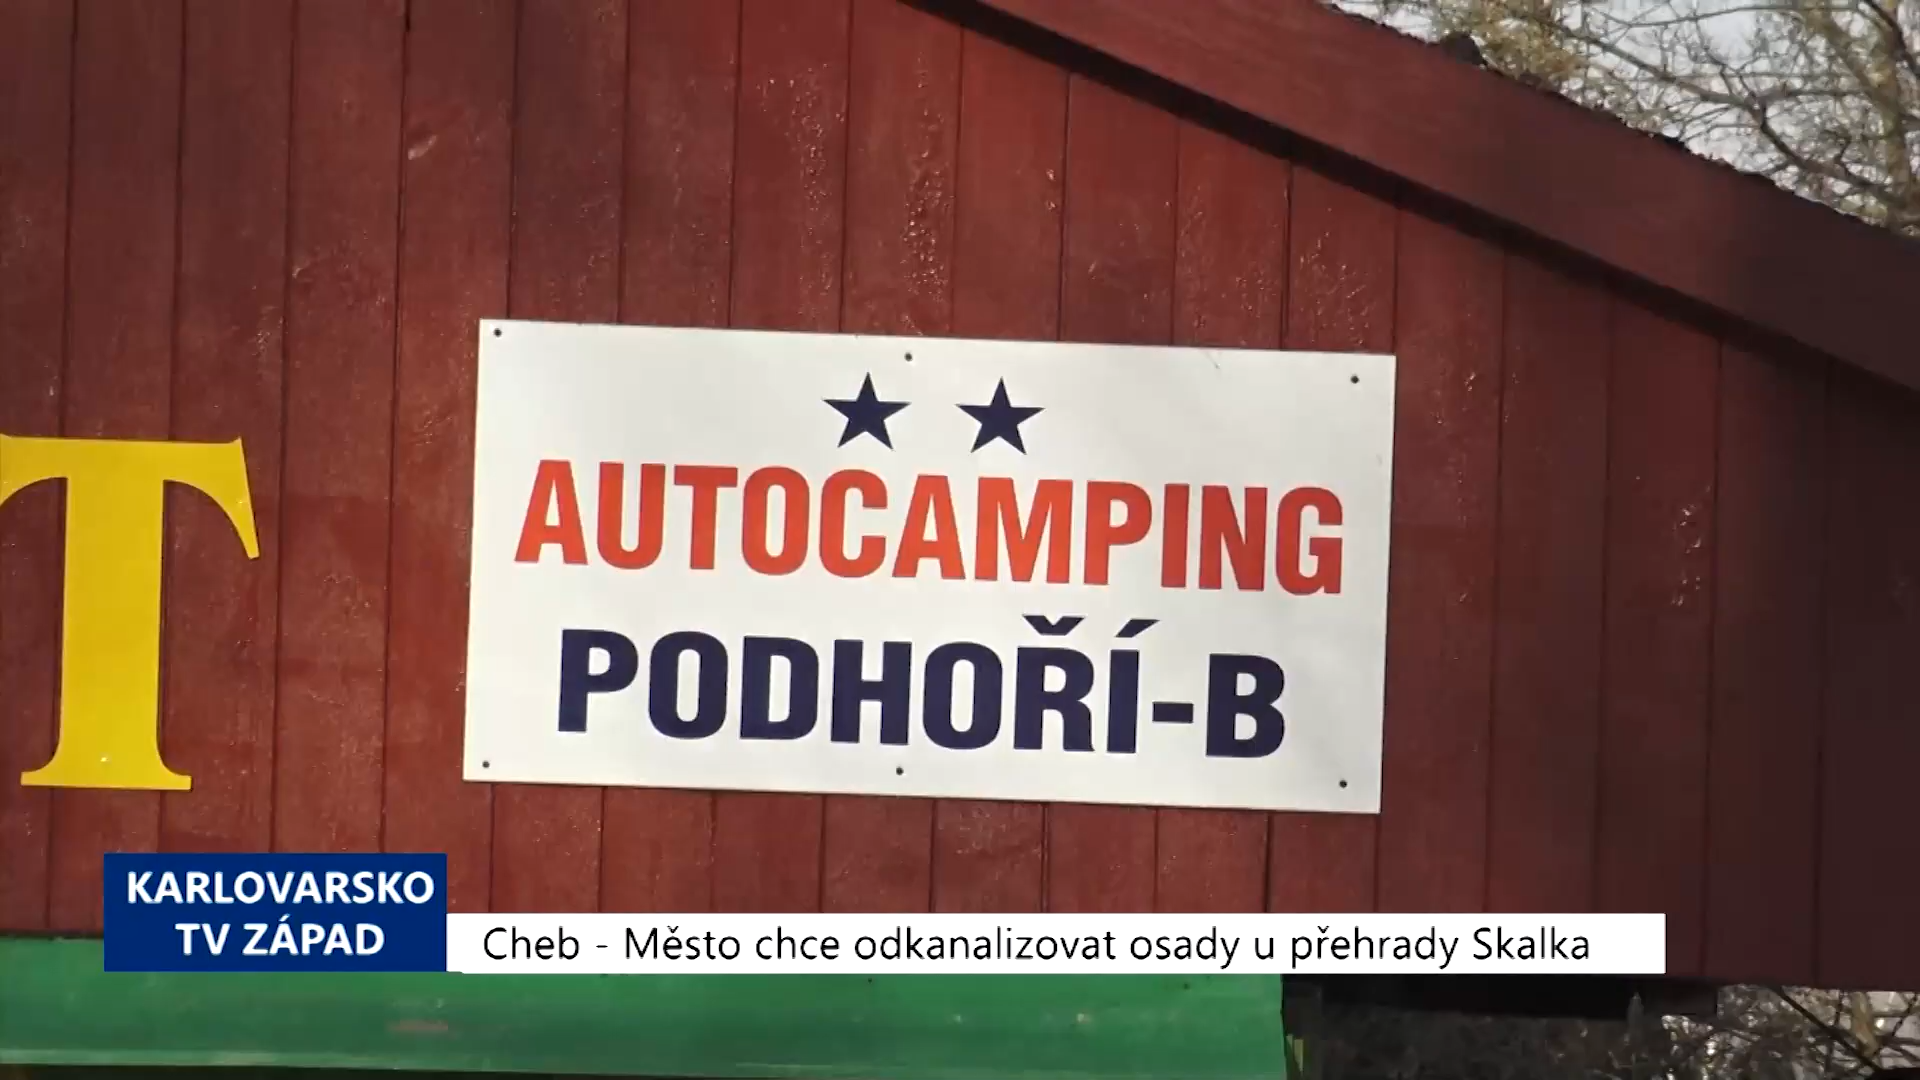 T
AUTOCAMPING
PODHOŘÍ-B
KARLOVARSKO
TV ZÁPAD
Cheb - Město chce odkanalizovat osady u přehrady Skalka